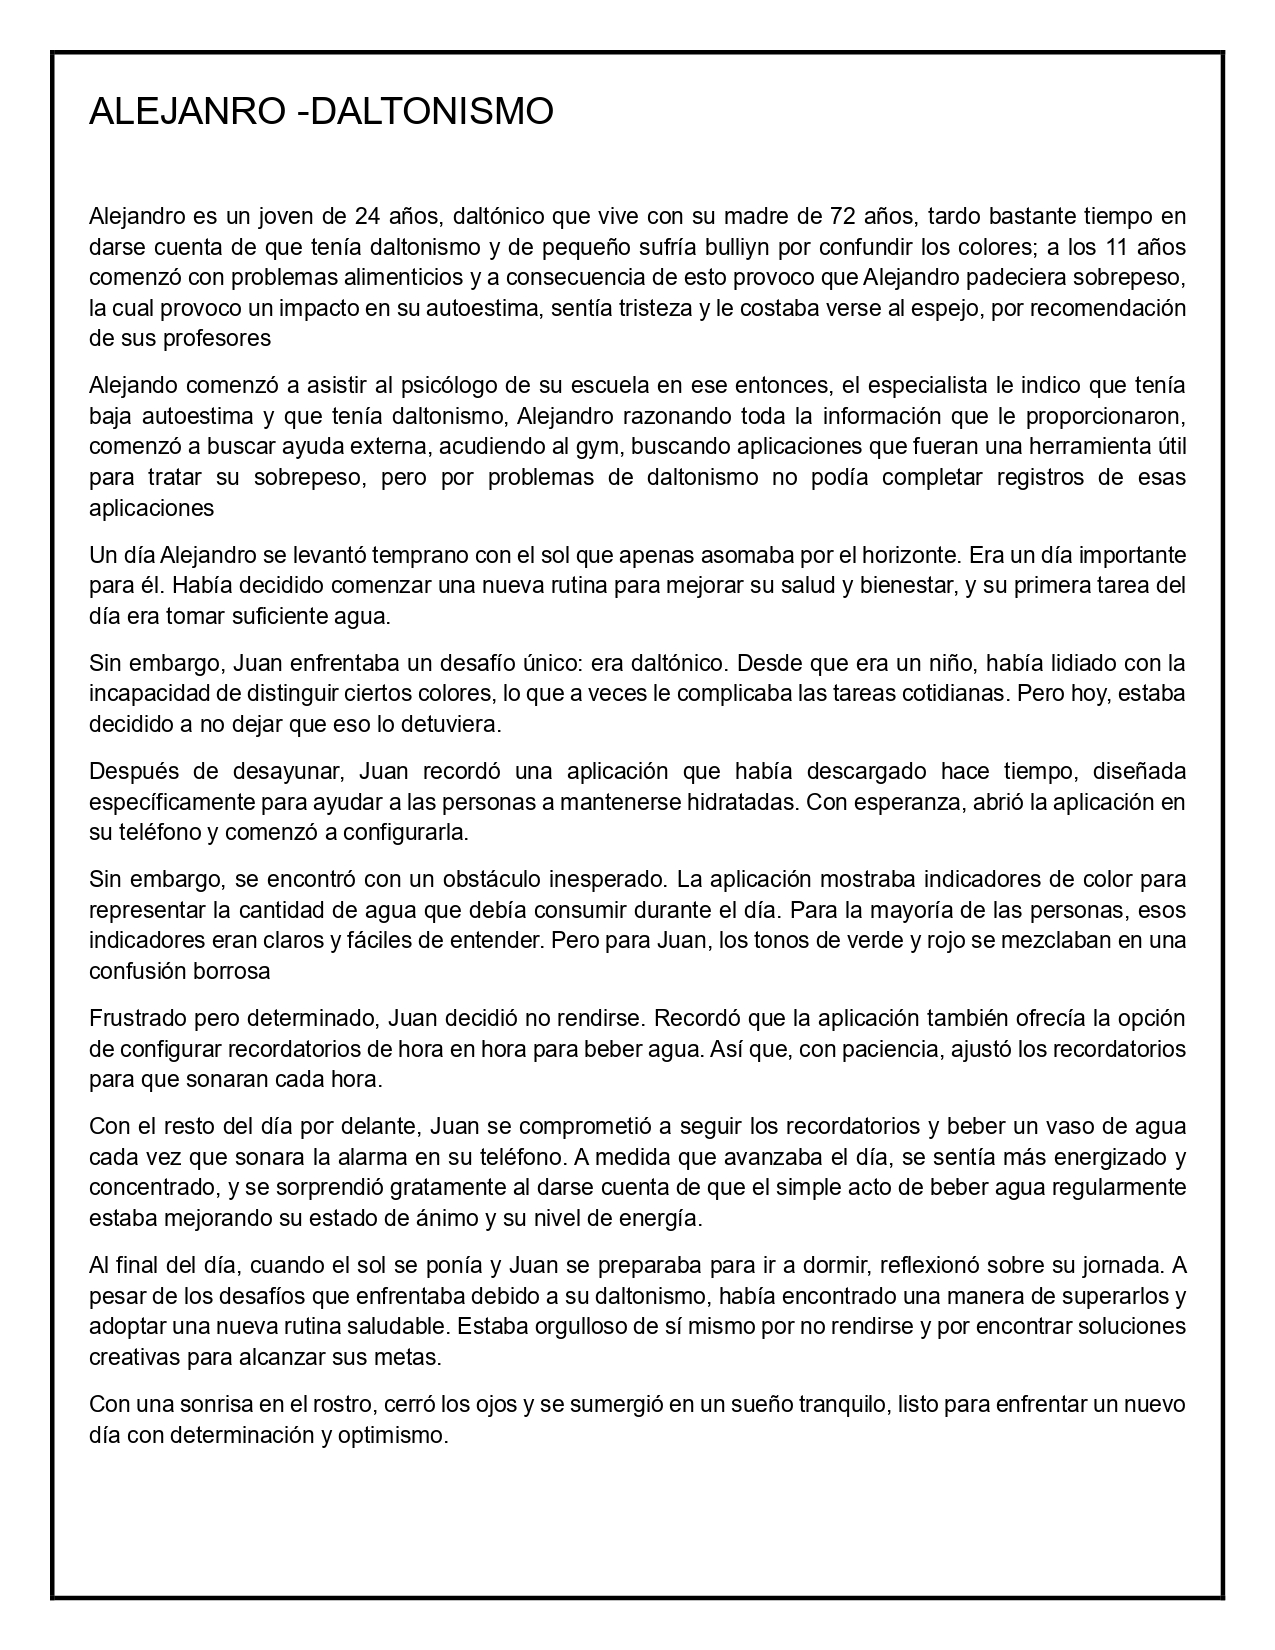 ALEJANRO -DALTONISMO
Alejandro es un joven de 24 años, daltónico que vive con su madre de 72 años, tardo bastante tiempo en
darse cuenta de que tenía daltonismo y de pequeño sufría bulliyn por confundir los colores; a los 11 años
comenzó con problemas alimenticios y a consecuencia de esto provoco que Alejandro padeciera sobrepeso,
la cual provoco un impacto en su autoestima, sentía tristeza y le costaba verse al espejo, por recomendación
de sus profesores
Alejando comenzó a asistir al psicólogo de su escuela en ese entonces, el especialista le indico que tenía
baja autoestima y que tenía daltonismo, Alejandro razonando toda la información que le proporcionaron,
comenzó a buscar ayuda externa, acudiendo al gym, buscando aplicaciones que fueran una herramienta útil
para tratar su sobrepeso, pero por problemas de daltonismo no podía completar registros de esas
aplicaciones
Un día Alejandro se levantó temprano con el sol que apenas asomaba por el horizonte. Era un día importante
para él. Había decidido comenzar una nueva rutina para mejorar su salud y bienestar, y su primera tarea del
día era tomar suficiente agua.
Sin embargo, Juan enfrentaba un desafío único: era daltónico. Desde que era un niño, había lidiado con la
incapacidad de distinguir ciertos colores, lo que a veces le complicaba las tareas cotidianas. Pero hoy, estaba
decidido a no dejar que eso lo detuviera.
Después de desayunar, Juan recordó una aplicación que había descargado hace tiempo, diseñada
específicamente para ayudar a las personas a mantenerse hidratadas. Con esperanza, abrió la aplicación en
su teléfono y comenzó a configurarla.
Sin embargo, se encontró con un obstáculo inesperado. La aplicación mostraba indicadores de color para
representar la cantidad de agua que debía consumir durante el día. Para la mayoría de las personas, esos
indicadores eran claros y fáciles de entender. Pero para Juan, los tonos de verde y rojo se mezclaban en una
confusión borrosa
Frustrado pero determinado, Juan decidió no rendirse. Recordó que la aplicación también ofrecía la opción
de configurar recordatorios de hora en hora para beber agua. Así que, con paciencia, ajustó los recordatorios
para que sonaran cada hora.
Con el resto del día por delante, Juan se comprometió a seguir los recordatorios y beber un vaso de agua
cada vez que sonara la alarma en su teléfono. A medida que avanzaba el día, se sentía más energizado y
concentrado, y se sorprendió gratamente al darse cuenta de que el simple acto de beber agua regularmente
estaba mejorando su estado de ánimo y su nivel de energía.
Al final del día, cuando el sol se ponía y Juan se preparaba para ir a dormir, reflexionó sobre su jornada. A
pesar de los desafíos que enfrentaba debido a su daltonismo, había encontrado una manera de superarlos y
adoptar una nueva rutina saludable. Estaba orgulloso de sí mismo por no rendirse y por encontrar soluciones
creativas para alcanzar sus metas.
Con una sonrisa en el rostro, cerró los ojos y se sumergió en un sueño tranquilo, listo para enfrentar un nuevo
día con determinación y optimismo.